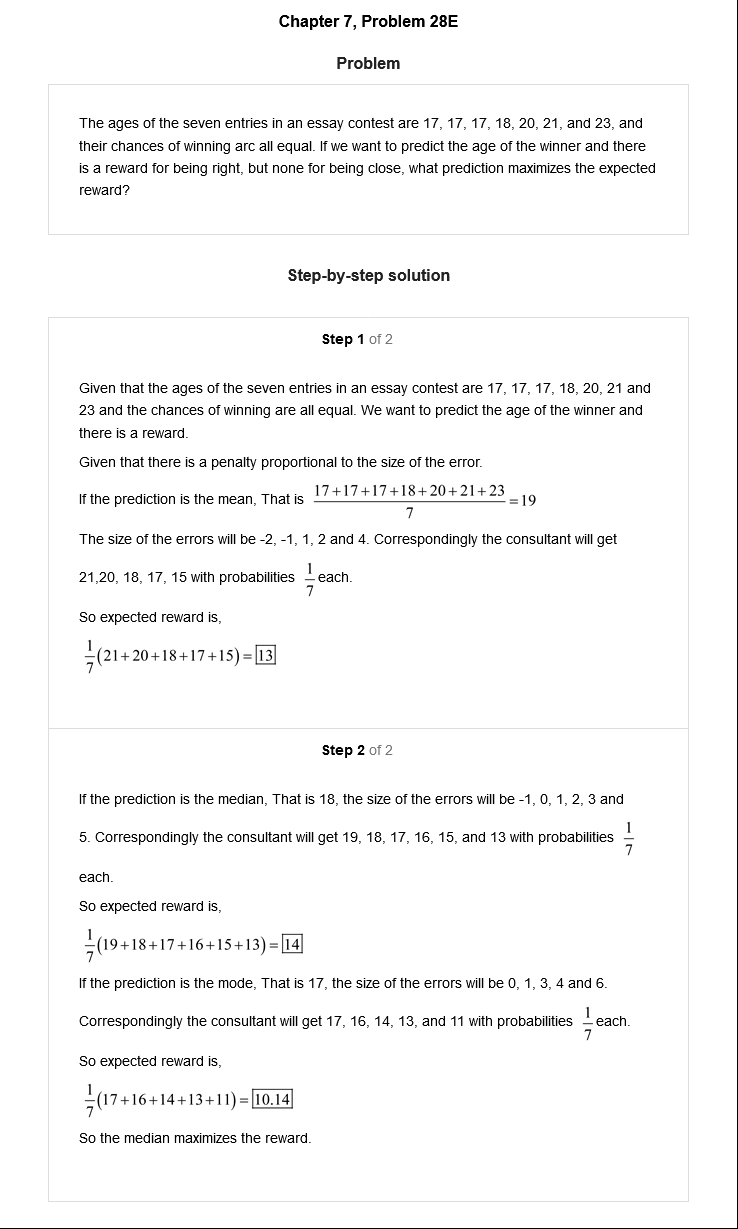 Chapter 7, Problem 28E
Problem
The ages of the seven entries in an essay contest are 17, 17, 17, 18, 20, 21, and 23, and
their chances of winning arc all equal. If we want to predict the age of the winner and there
is a reward for being right, but none for being close, what prediction maximizes the expected
reward?
Step-by-step solution
Step 1 of 2
Given that the ages of the seven entries in an essay contest are 17, 17, 17, 18, 20, 21 and
23 and the chances of winning are all equal. We want to predict the age of the winner and
there is a reward.
Given that there is a penalty proportional to the size of the error.
If the prediction is the mean, That is (17+17+17+18+20+21+23)/7 = 19
The size of the errors will be -2, -1, 1, 2 and 4. Correspondingly the consultant will get
21,20, 18, 17, 15 with probabilities 1/7 each.
So expected reward is,
1/7(21+20+18+17+15) = 13
Step 2 of 2
If the prediction is the median, That is 18, the size of the errors will be -1, 0, 1, 2, 3 and
5. Correspondingly the consultant will get 19, 18, 17, 16, 15, and 13 with probabilities 1/7
each.
So expected reward is,
1/7(19+18+17+16+15+13) = 14
If the prediction is the mode, That is 17, the size of the errors will be 0, 1, 3, 4 and 6.
Correspondingly the consultant will get 17, 16, 14, 13, and 11 with probabilities 1/7 each.
So expected reward is,
1/7(17+16+14+13+11) = 10.14
So the median maximizes the reward.